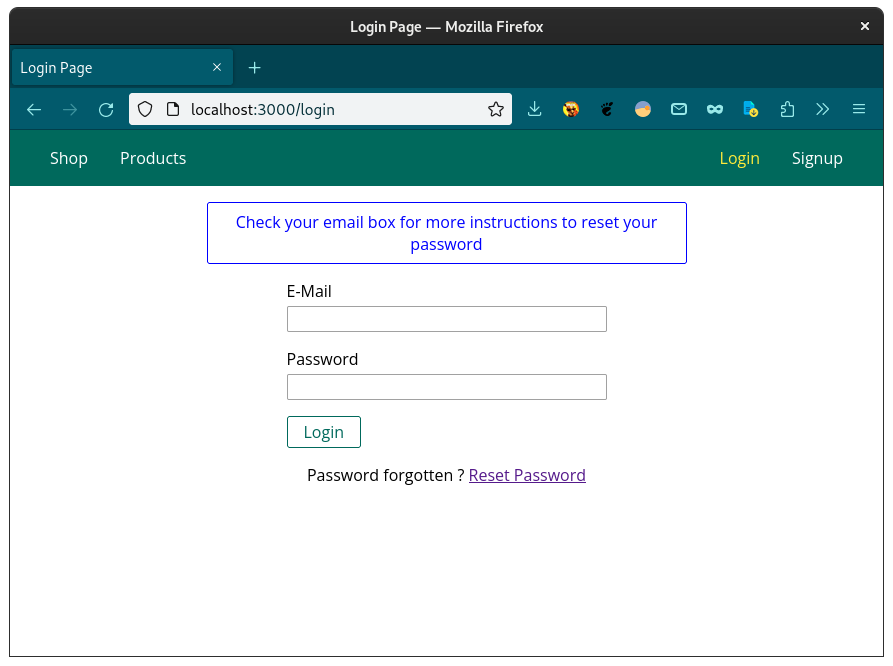 Login Page — Mozilla Firefox
Login Page
localhost:3000/login
Shop Products Login Signup
Check your email box for more instructions to reset your
password
E-Mail
Password
Login
Password forgotten ? Reset Password